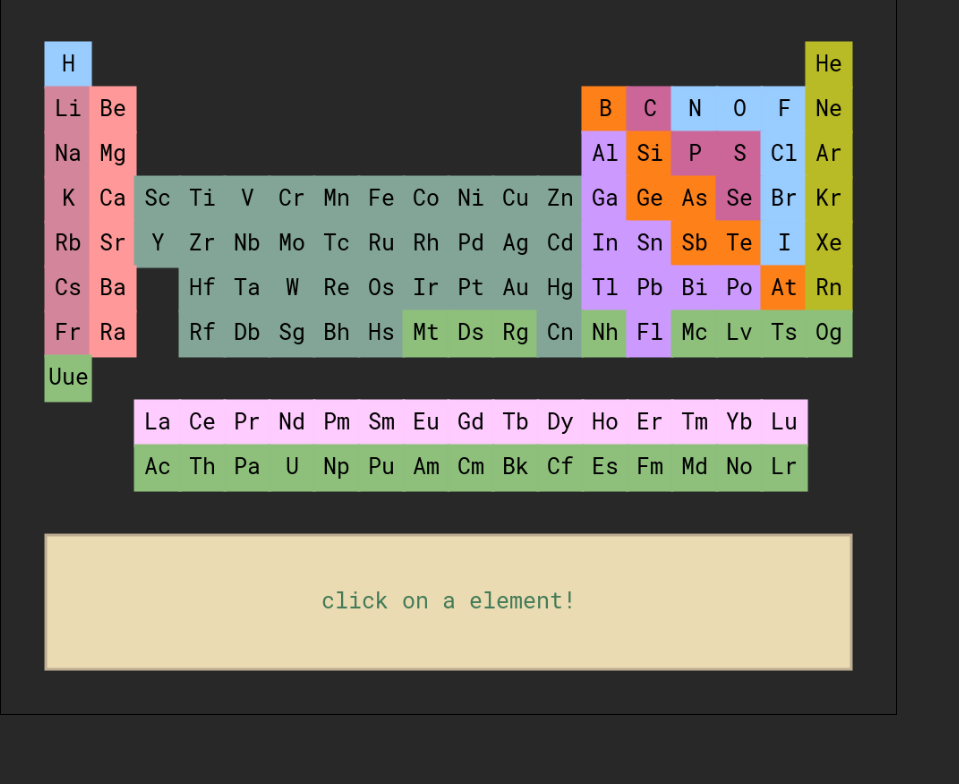 H He
Li Be B C N O F Ne
Na Mg Al Si P S Cl Ar
K Ca Sc Ti V Cr Mn Fe Co Ni Cu Zn Ga Ge As Se Br Kr
Rb Sr Y Zr Nb Mo Tc Ru Rh Pd Ag Cd In Sn Sb Te I Xe
Cs Ba Hf Ta W Re Os Ir Pt Au Hg Tl Pb Bi Po At Rn
Fr Ra Rf Db Sg Bh Hs Mt Ds Rg Cn Nh Fl Mc Lv Ts Og
Uue
La Ce Pr Nd Pm Sm Eu Gd Tb Dy Ho Er Tm Yb Lu
Ac Th Pa U Np Pu Am Cm Bk Cf Es Fm Md No Lr
click on a element!